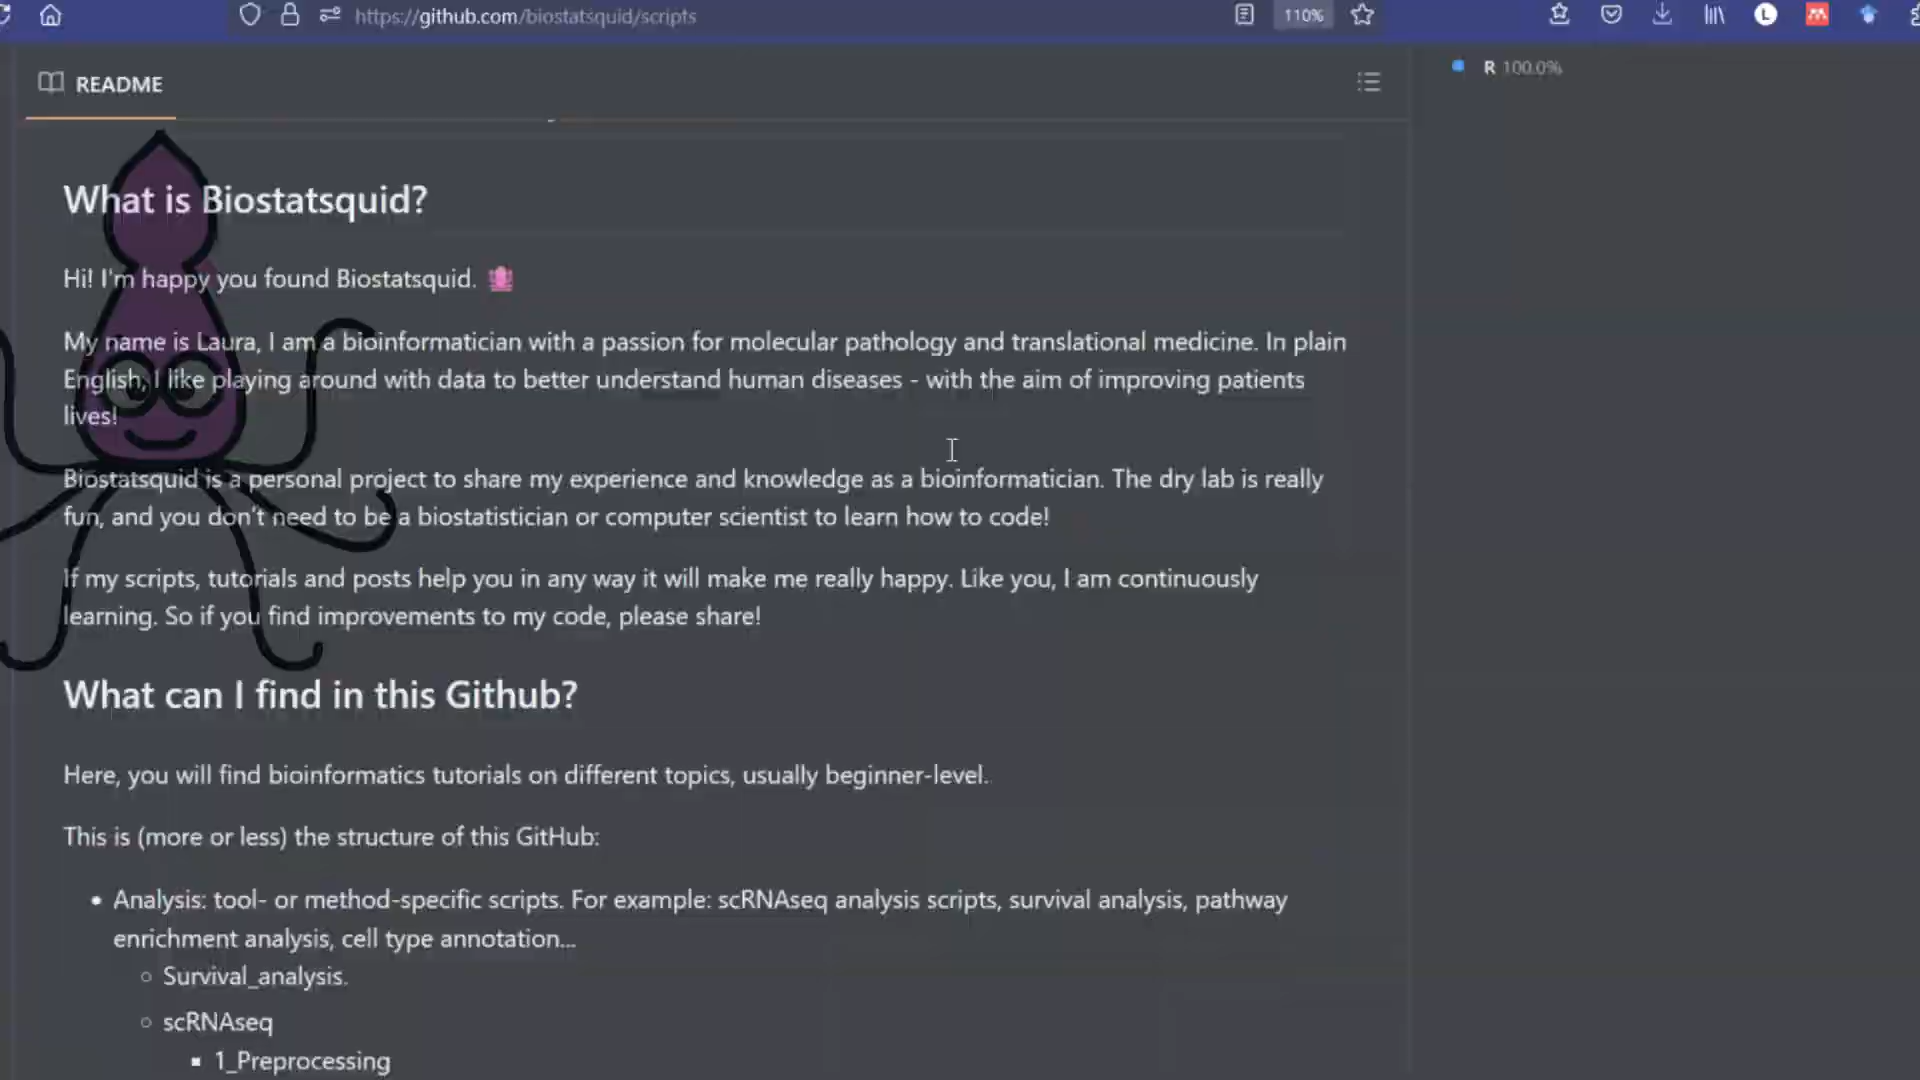 https://github.com/biostatsquid/scripts
110%
L
README
R 100.0%
What is Biostatsquid?
Hi! I'm happy you found Biostatsquid.
My name is Laura, I am a bioinformatician with a passion for molecular pathology and translational medicine. In plain
English, I like playing around with data to better understand human diseases - with the aim of improving patients
lives!
Biostatsquid is a personal project to share my experience and knowledge as a bioinformatician. The dry lab is really
fun, and you don't need to be a biostatistician or computer scientist to learn how to code!
If my scripts, tutorials and posts help you in any way it will make me really happy. Like you, I am continuously
learning. So if you find improvements to my code, please share!
What can I find in this Github?
Here, you will find bioinformatics tutorials on different topics, usually beginner-level.
This is (more or less) the structure of this GitHub:
Analysis: tool- or method-specific scripts. For example: scRNAseq analysis scripts, survival analysis, pathway
enrichment analysis, cell type annotation...
Survival_analysis.
scRNAseq
1_Preprocessing